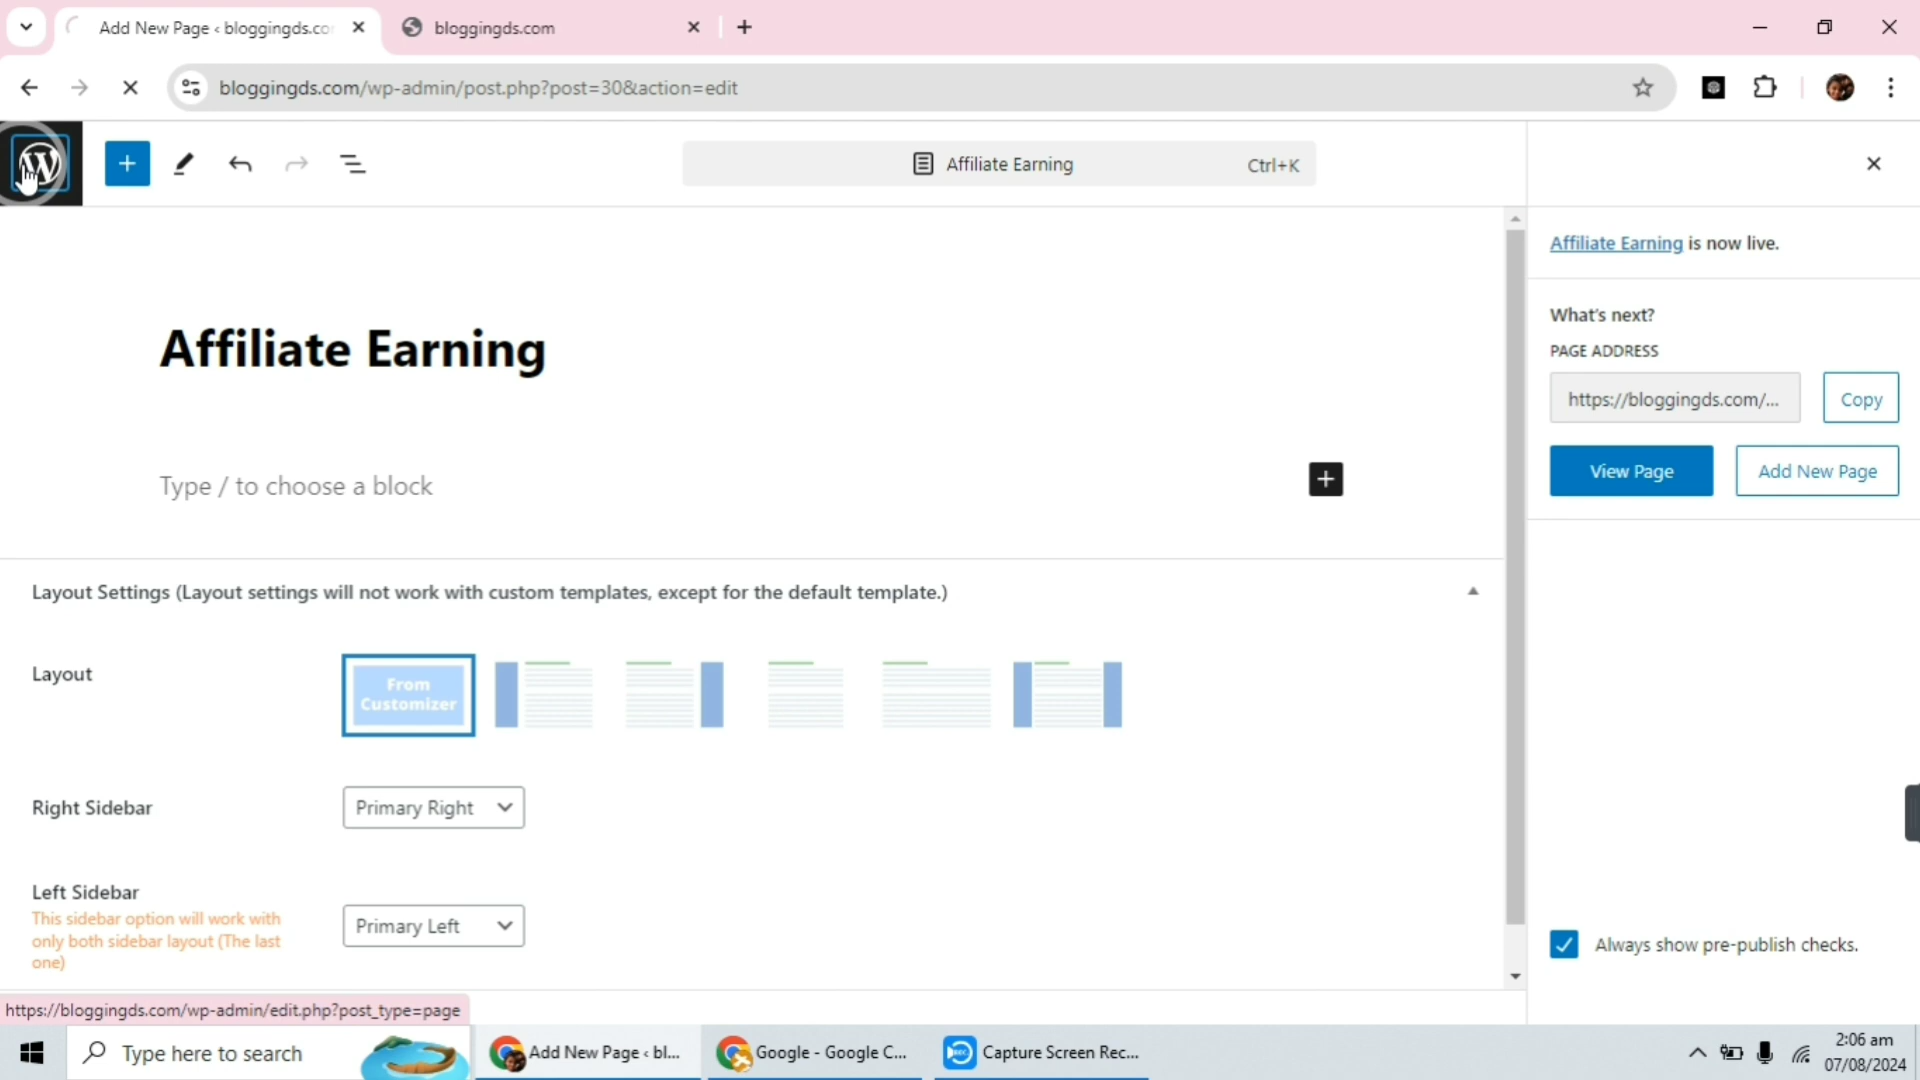 Add New Page ‹ bloggingds.co
bloggingds.com
bloggingds.com/wp-admin/post.php?post=30&action=edit
Affiliate Earning
Ctrl+K
Affiliate Earning is now live.
What's next?
PAGE ADDRESS
https://bloggingds.com/...
Copy
View Page
Add New Page
Affiliate Earning
Type / to choose a block
Layout Settings (Layout settings will not work with custom templates, except for the default template.)
Layout
From
Customizer
Right Sidebar
Primary Right
Left Sidebar
This sidebar option will work with
only both sidebar layout (The last
one)
Primary Left
Always show pre-publish checks.
https://bloggingds.com/wp-admin/edit.php?post_type=page
Type here to search
Add New Page ‹ bl...
Google - Google C...
Capture Screen Rec...
2:06 am
07/08/2024